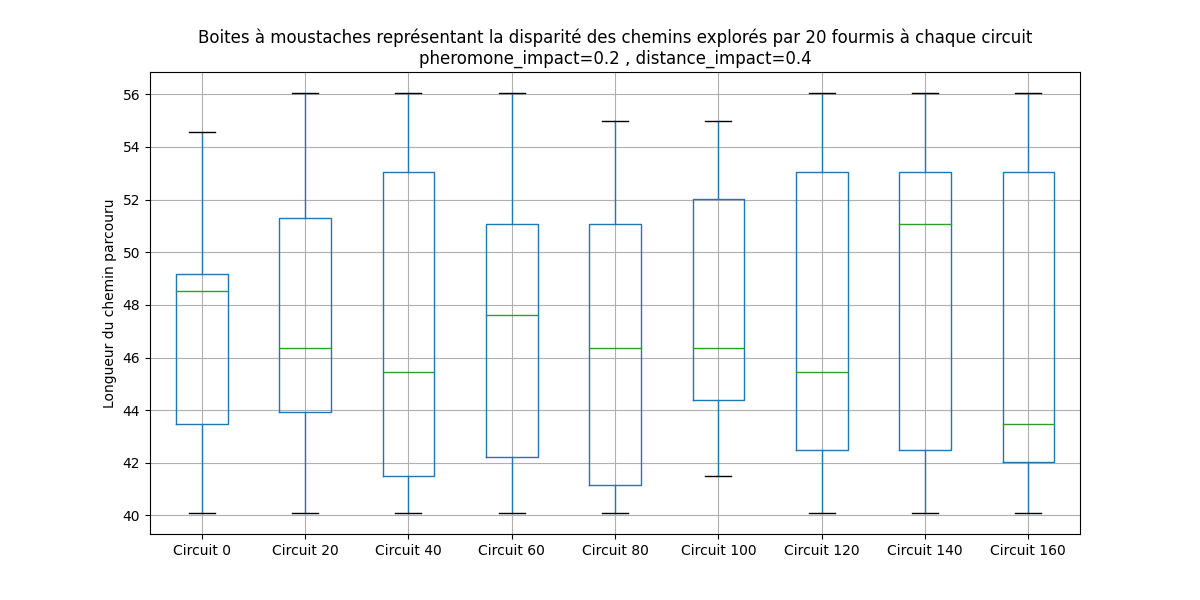 Boites à moustaches représentant la disparité des chemins explorés par 20 fourmis à chaque circuit
pheromone_impact=0.2 , distance_impact=0.4
Longueur du chemin parcouru
56
54
52
50
48
46
44
42
40
Circuit 0 Circuit 20 Circuit 40 Circuit 60 Circuit 80 Circuit 100 Circuit 120 Circuit 140 Circuit 160